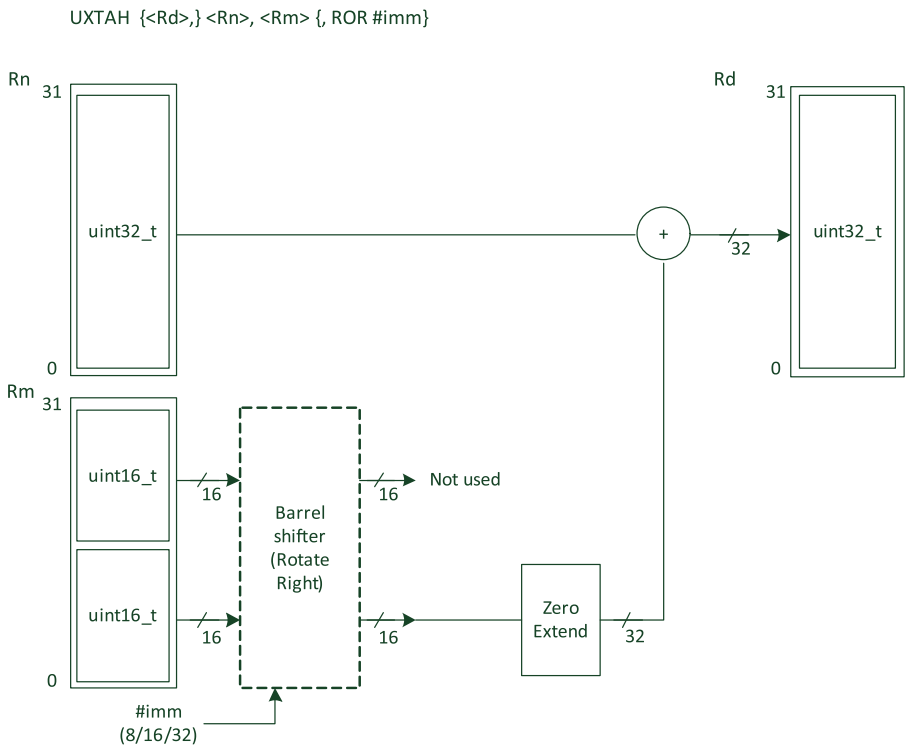 UXTAH {<Rd>,} <Rn>, <Rm> {, ROR #imm}
Rn
31
uint32_t
0
Rd
31
uint32_t
0
+
32
Rm
31
uint16_t
uint16_t
0
16
16
Barrel
shifter
(Rotate
Right)
16
Not used
16
Zero
Extend
32
#imm
(8/16/32)